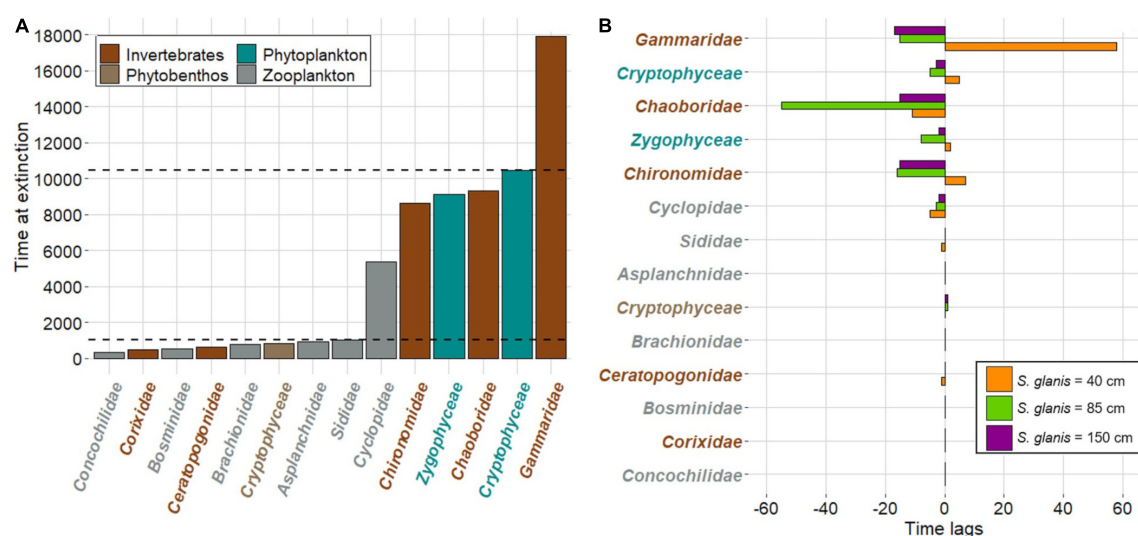 A
Time at extinction
18000
16000
14000
12000
10000
8000
6000
4000
2000
0
Invertebrates Phytoplankton
Phytobenthos Zooplankton
Concochilidae
Corixidae
Bosminidae
Ceratopogonidae
Brachionidae
Cryptophyceae
Asplanchnidae
Sididae
Cyclopidae
Chironomidae
Zygophyceae
Chaoboridae
Cryptophyceae
Gammaridae
B
Gammaridae
Cryptophyceae
Chaoboridae
Zygophyceae
Chironomidae
Cyclopidae
Sididae
Asplanchnidae
Cryptophyceae
Brachionidae
Ceratopogonidae
Bosminidae
Corixidae
Concochilidae
S. glanis = 40 cm
S. glanis = 85 cm
S. glanis = 150 cm
-60 -40 -20 0 20 40 60
Time lags